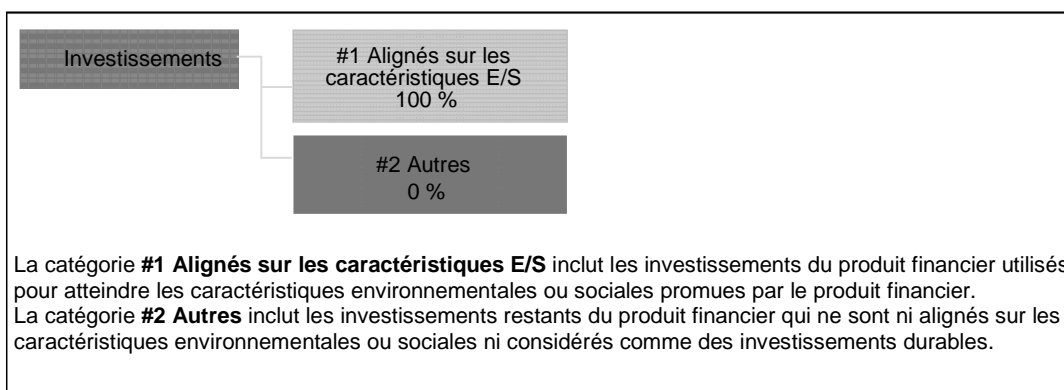 Investissements
#1 Alignés sur les
caractéristiques E/S
100 %
#2 Autres
0 %
La catégorie #1 Alignés sur les caractéristiques E/S inclut les investissements du produit financier utilisés
pour atteindre les caractéristiques environnementales ou sociales promues par le produit financier.
La catégorie #2 Autres inclut les investissements restants du produit financier qui ne sont ni alignés sur les
caractéristiques environnementales ou sociales ni considérés comme des investissements durables.